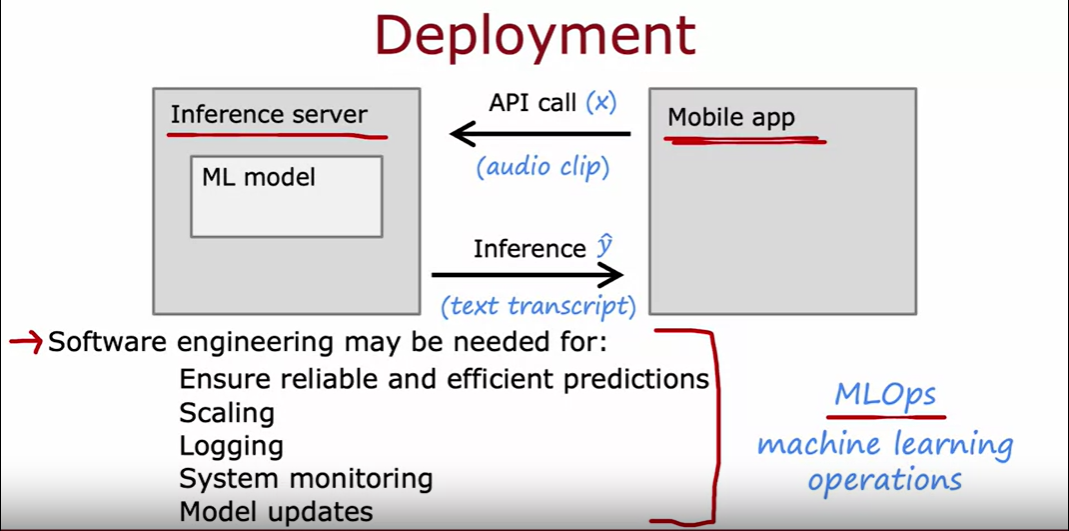 Deployment
Inference server
ML model
API call (x)
(audio clip)
Inference ŷ
(text transcript)
Mobile app
Software engineering may be needed for:
Ensure reliable and efficient predictions
Scaling
Logging
System monitoring
Model updates
MLOps
machine learning
operations